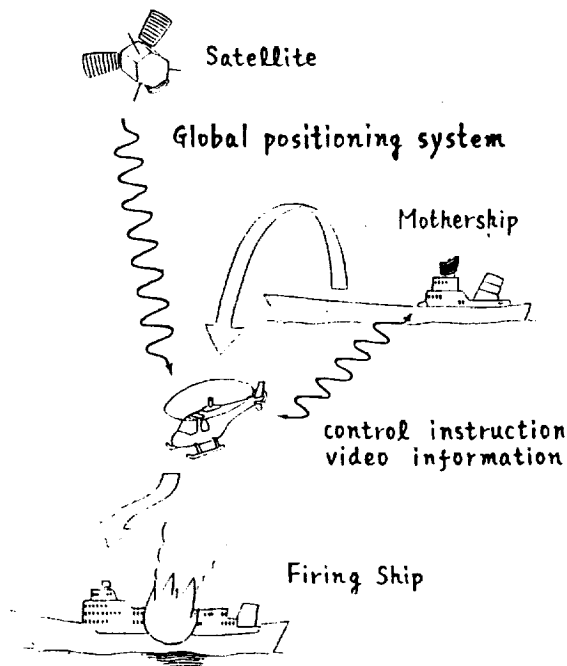 Satellite
Global positioning system
Mothership
control instruction
video information
Firing Ship